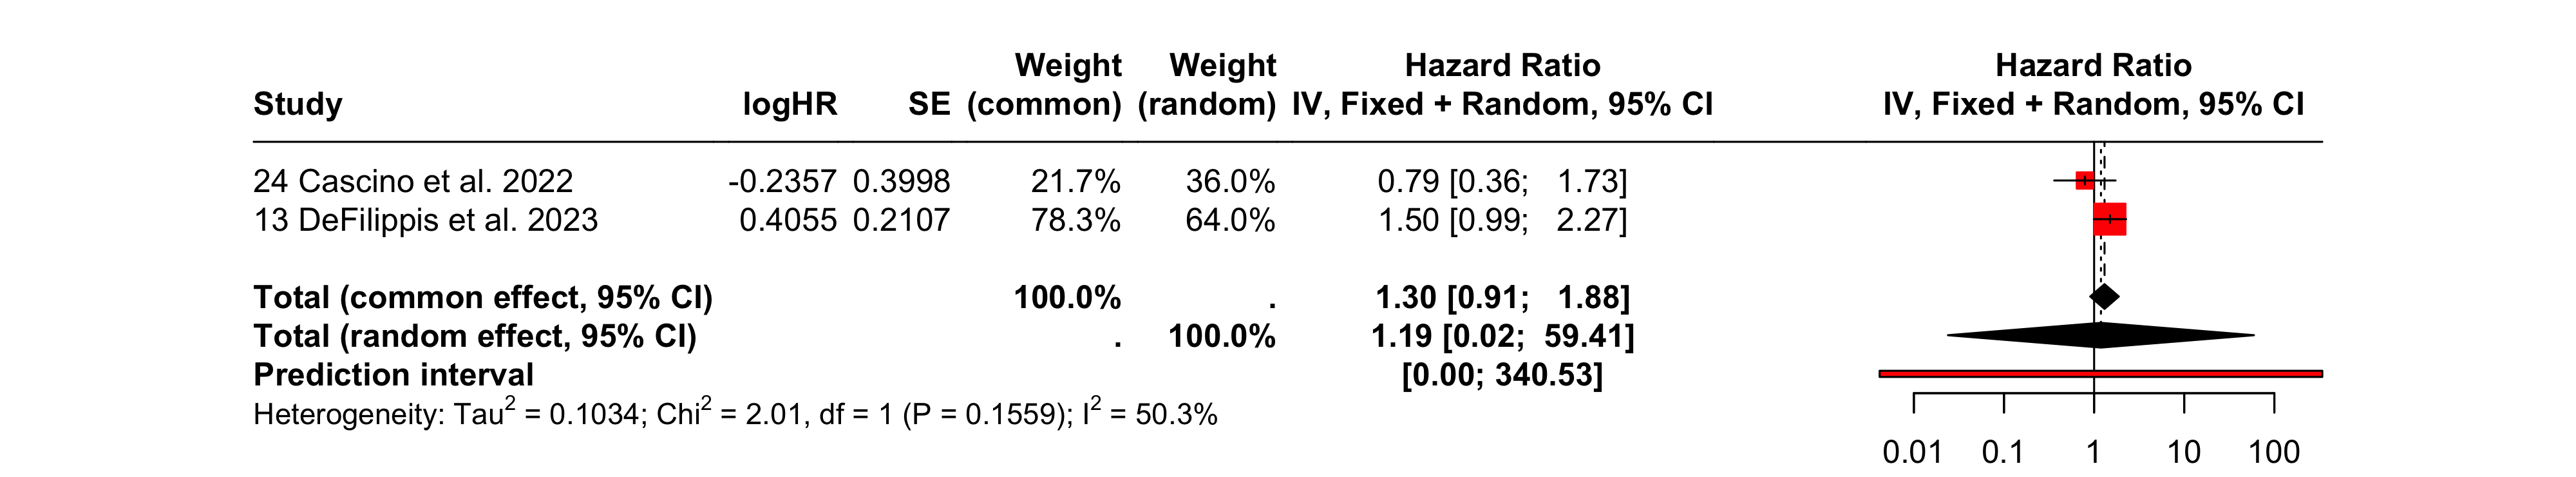 Weight Weight Hazard Ratio Hazard Ratio
Study logHR SE (common) (random) IV, Fixed + Random, 95% CI IV, Fixed + Random, 95% CI
24 Cascino et al. 2022 -0.2357 0.3998 21.7% 36.0% 0.79 [0.36; 1.73]
13 DeFilippis et al. 2023 0.4055 0.2107 78.3% 64.0% 1.50 [0.99; 2.27]
Total (common effect, 95% CI) 100.0% . 1.30 [0.91; 1.88]
Total (random effect, 95% CI) . 100.0% 1.19 [0.02; 59.41]
Prediction interval [0.00; 340.53]
Heterogeneity: Tau² = 0.1034; Chi² = 2.01, df = 1 (P = 0.1559); I² = 50.3%
0.01 0.1 1 10 100